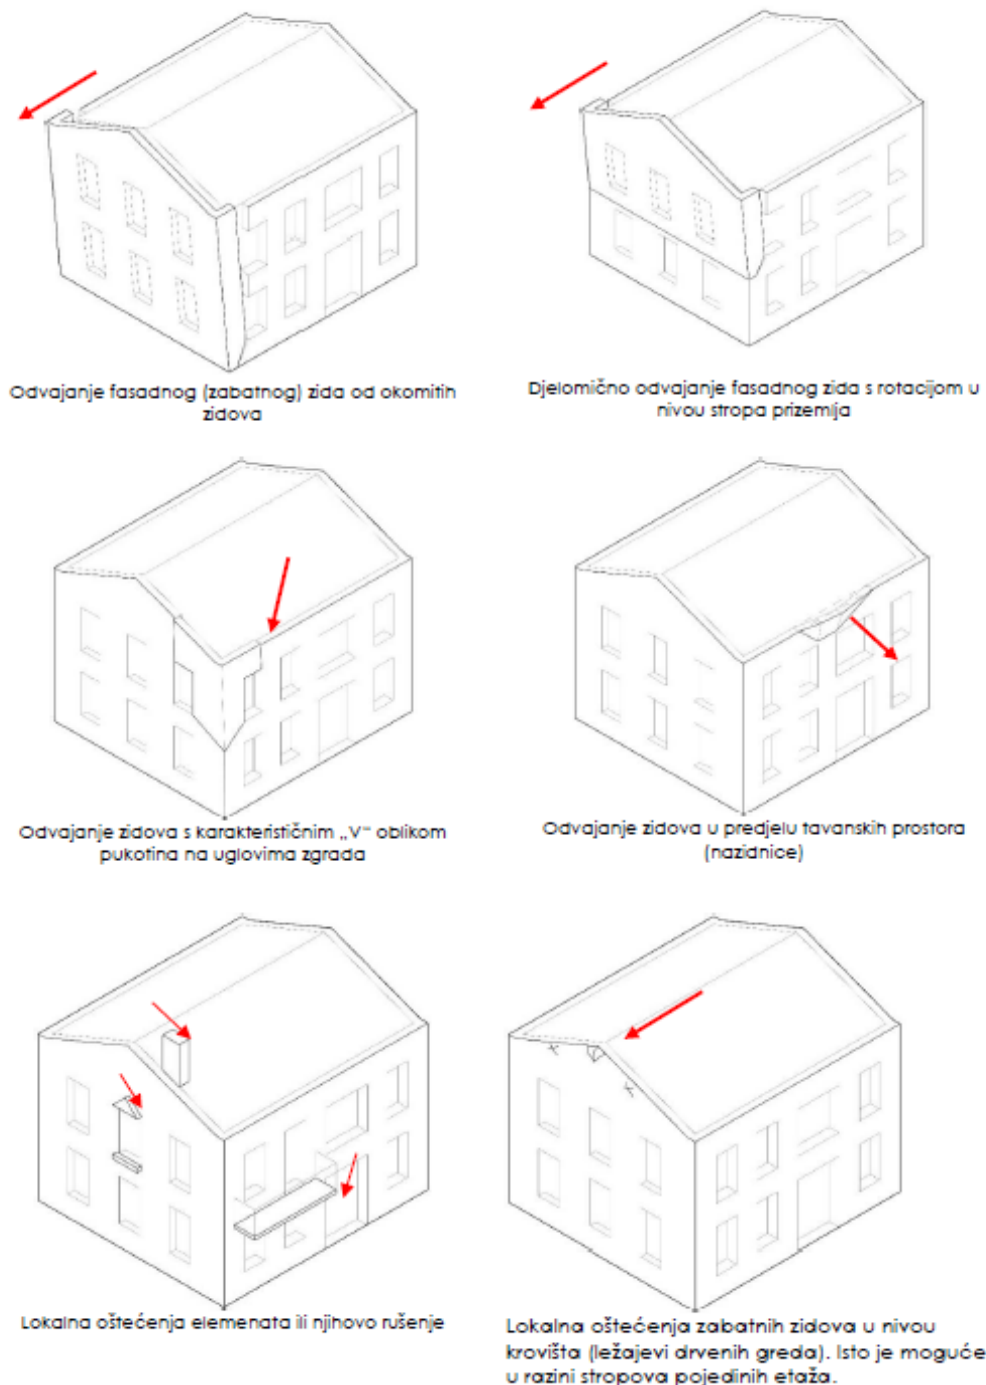 Odvajanje fasadnog (zabatnog) zida od okomitih
zidova
Djelomično odvajanje fasadnog zida s rotacijom u
nivou stropa prizemlja
Odvajanje zidova s karakterističnim „V“ oblikom
pukotina na uglovima zgrada
Odvajanje zidova u predjelu tavanskih prostora
(nazidnice)
Lokalna oštećenja elemenata ili njihovo rušenje
Lokalna oštećenja zabatnih zidova u nivou
krovišta (ležajevi drvenih greda). Isto je moguće
u razini stropova pojedinih etaža.